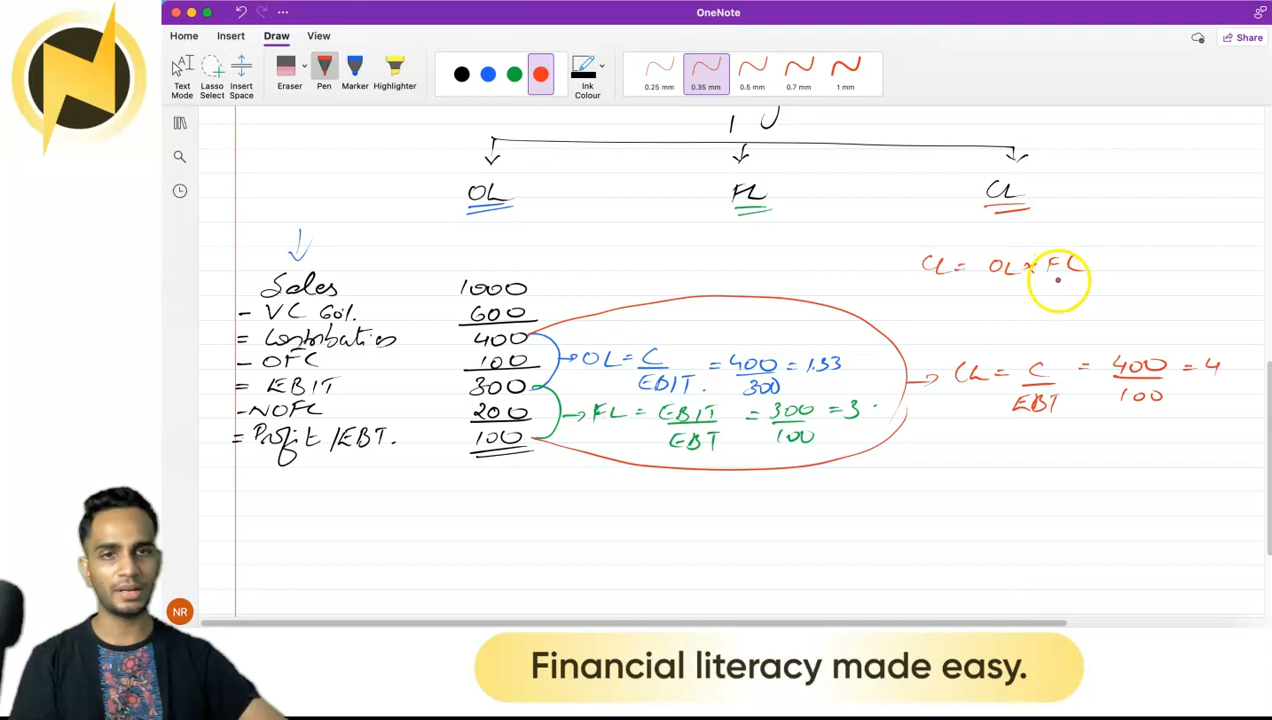 OneNote
Home Insert Draw View
Share
Text Mode
Lasso Select
Insert Space
Eraser
Pen
Marker
Highlighter
Ink Colour
0.25 mm
0.35 mm
0.5 mm
0.7 mm
1 mm
OL FL CL
CL = OL × FL
Sales 1000
- VC 60%. 600
= Contribution 400
- OFC 100
= EBIT 300
- NOFC 200
= Profit / EBT. 100
OL = C / EBIT. = 400 / 300 = 1.33
FL = EBIT / EBT = 300 / 100 = 3
CL = C / EBT = 400 / 100 = 4
NR
Financial literacy made easy.